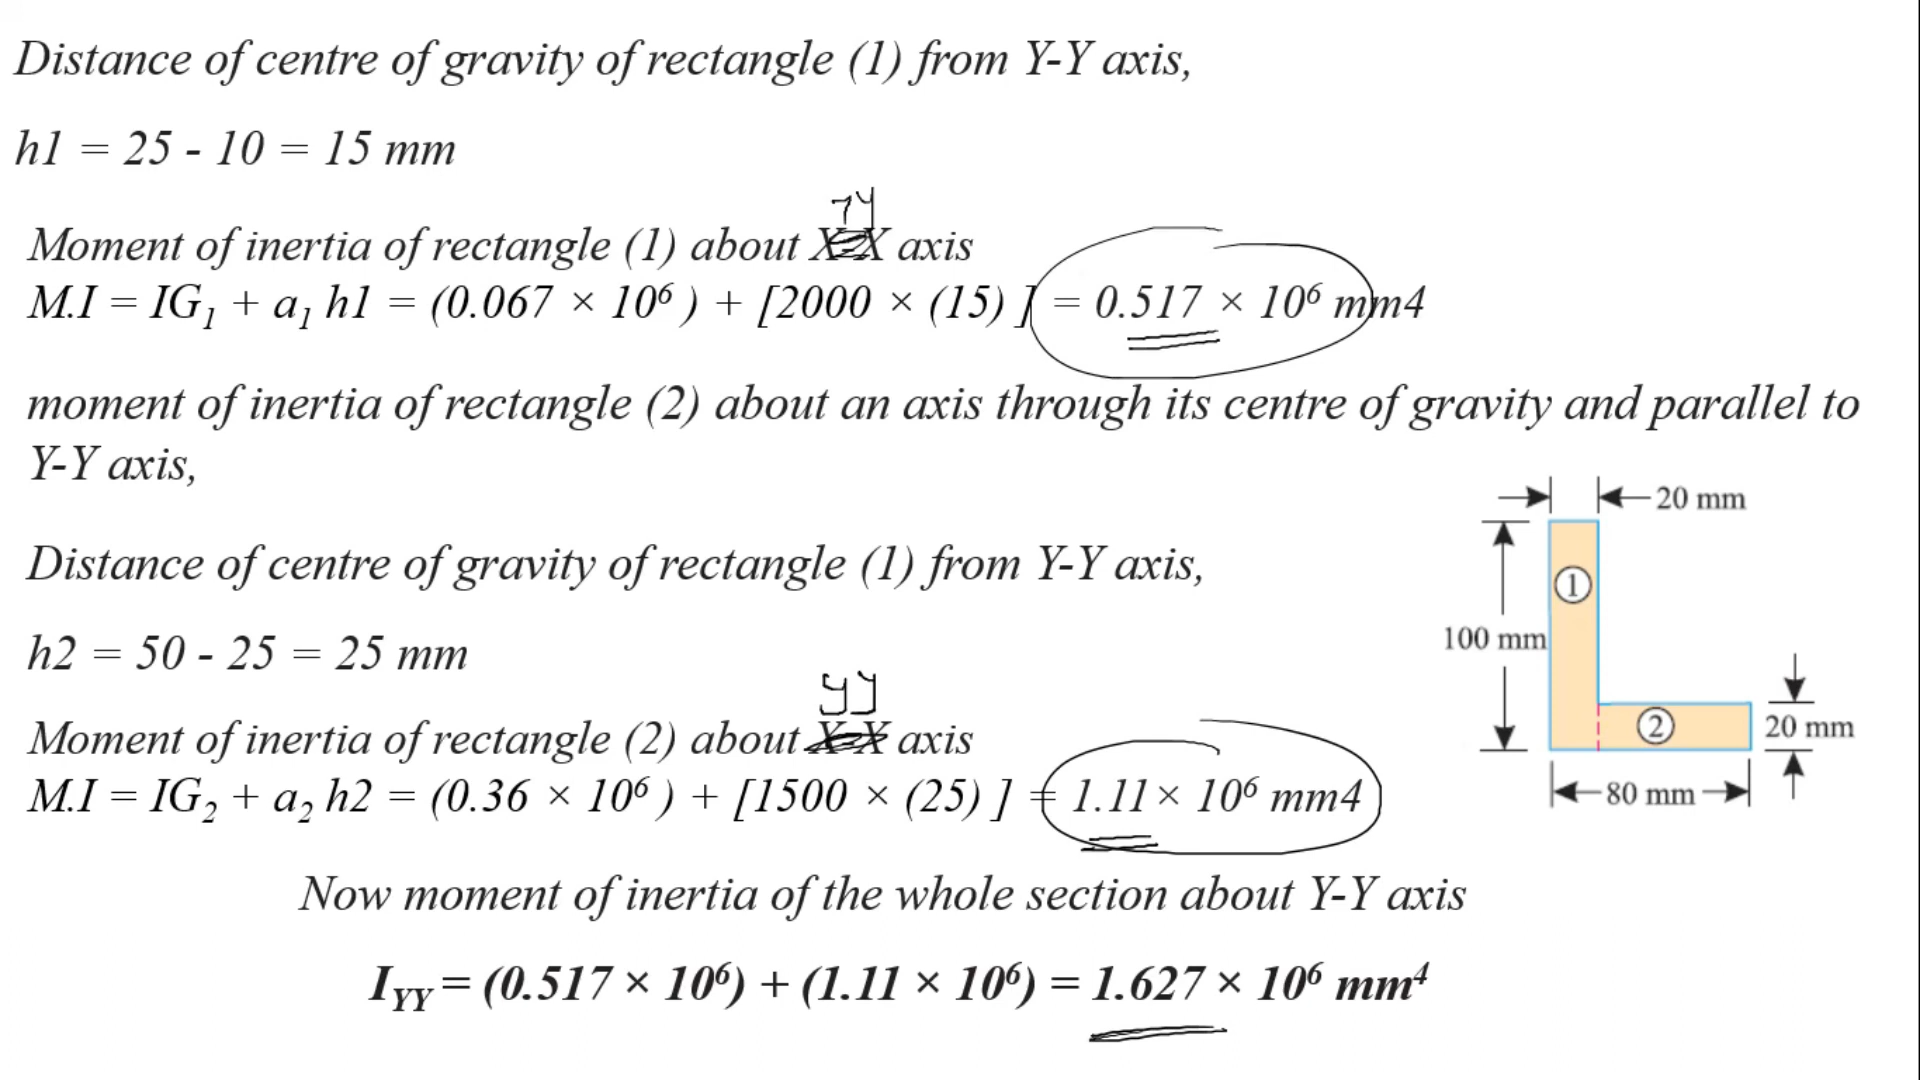 Distance of centre of gravity of rectangle (1) from Y-Y axis,
h1 = 25 - 10 = 15 mm
yy
Moment of inertia of rectangle (1) about X-X axis
M.I = IG₁ + a₁ h1 = (0.067 × 10⁶ ) + [2000 × (15) ] = 0.517 × 10⁶ mm4
moment of inertia of rectangle (2) about an axis through its centre of gravity and parallel to
Y-Y axis,
20 mm
Distance of centre of gravity of rectangle (1) from Y-Y axis,
1
100 mm
h2 = 50 - 25 = 25 mm
yy
Moment of inertia of rectangle (2) about X-X axis
2
20 mm
M.I = IG₂ + a₂ h2 = (0.36 × 10⁶ ) + [1500 × (25) ] = 1.11 × 10⁶ mm4
80 mm
Now moment of inertia of the whole section about Y-Y axis
I_YY = (0.517 × 10⁶) + (1.11 × 10⁶) = 1.627 × 10⁶ mm⁴